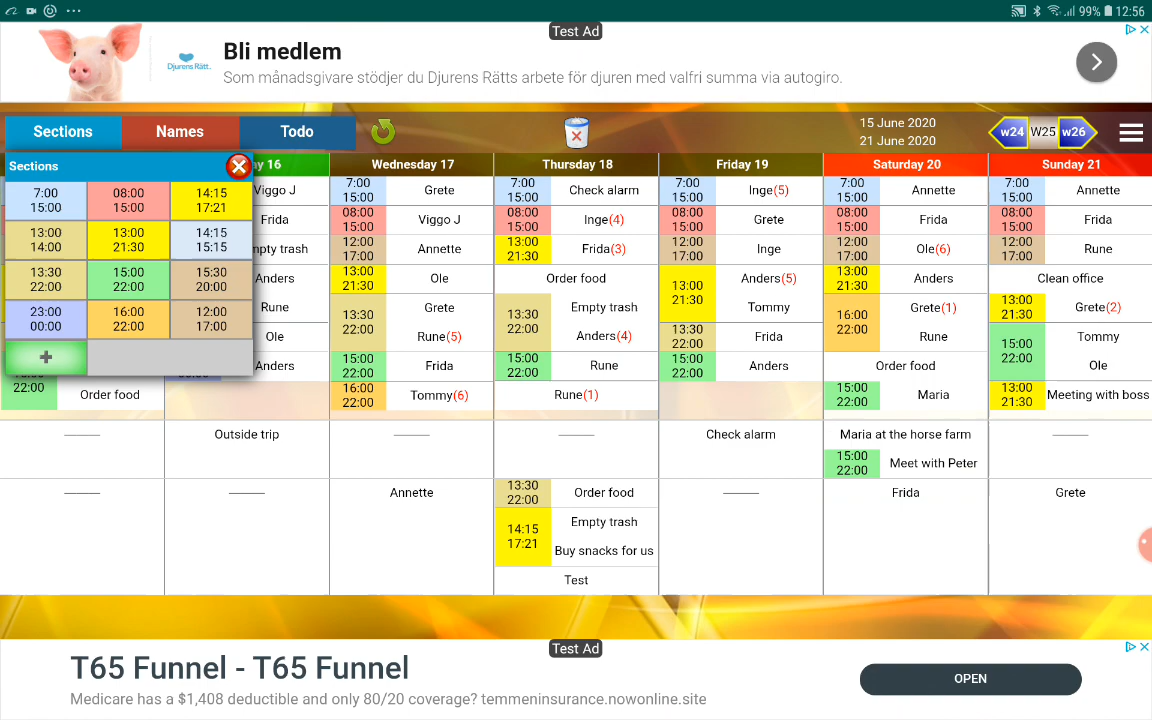 99% 12:56
Test Ad
Djurens Rätt.
Bli medlem
Som månadsgivare stödjer du Djurens Rätts arbete för djuren med valfri summa via autogiro.
Sections Names Todo
15 June 2020
21 June 2020
w24 W25 w26
Sections
7:00 15:00
08:00 15:00
14:15 17:21
13:00 14:00
13:00 21:30
14:15 15:15
13:30 22:00
15:00 22:00
15:30 20:00
23:00 00:00
16:00 22:00
12:00 17:00
+
22:00 Order food
16
Viggo J
Frida
mpty trash
Anders
Rune
Ole
Anders
Wednesday 17
7:00 15:00 Grete
08:00 15:00 Viggo J
12:00 17:00 Annette
13:00 21:30 Ole
13:30 22:00 Grete
Rune(5)
15:00 22:00 Frida
16:00 22:00 Tommy(6)
Thursday 18
7:00 15:00 Check alarm
08:00 15:00 Inge(4)
13:00 21:30 Frida(3)
Order food
13:30 22:00 Empty trash
Anders(4)
15:00 22:00 Rune
Rune(1)
Friday 19
7:00 15:00 Inge(5)
08:00 15:00 Grete
12:00 17:00 Inge
13:00 21:30 Anders(5)
Tommy
13:30 22:00 Frida
15:00 22:00 Anders
Saturday 20
7:00 15:00 Annette
08:00 15:00 Frida
12:00 17:00 Ole(6)
13:00 21:30 Anders
16:00 22:00 Grete(1)
Rune
Order food
15:00 22:00 Maria
Sunday 21
7:00 15:00 Annette
08:00 15:00 Frida
12:00 17:00 Rune
Clean office
13:00 21:30 Grete(2)
15:00 22:00 Tommy
Ole
13:00 21:30 Meeting with boss
Outside trip
Check alarm
Maria at the horse farm
15:00 22:00 Meet with Peter
Annette
13:30 22:00 Order food
14:15 17:21 Empty trash
Buy snacks for us
Test
Frida
Grete
Test Ad
T65 Funnel - T65 Funnel
Medicare has a $1,408 deductible and only 80/20 coverage? temmeninsurance.nowonline.site
OPEN